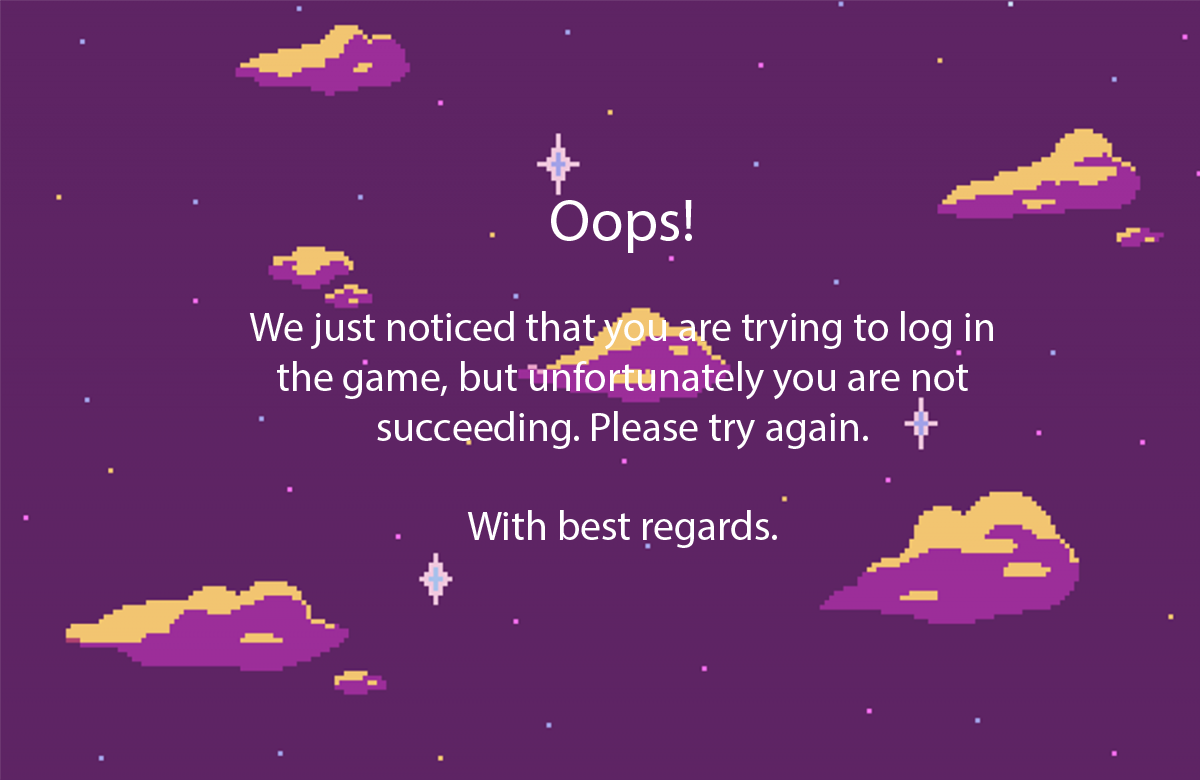 Oops!
We just noticed that you are trying to log in
the game, but unfortunately you are not
succeeding. Please try again.
With best regards.